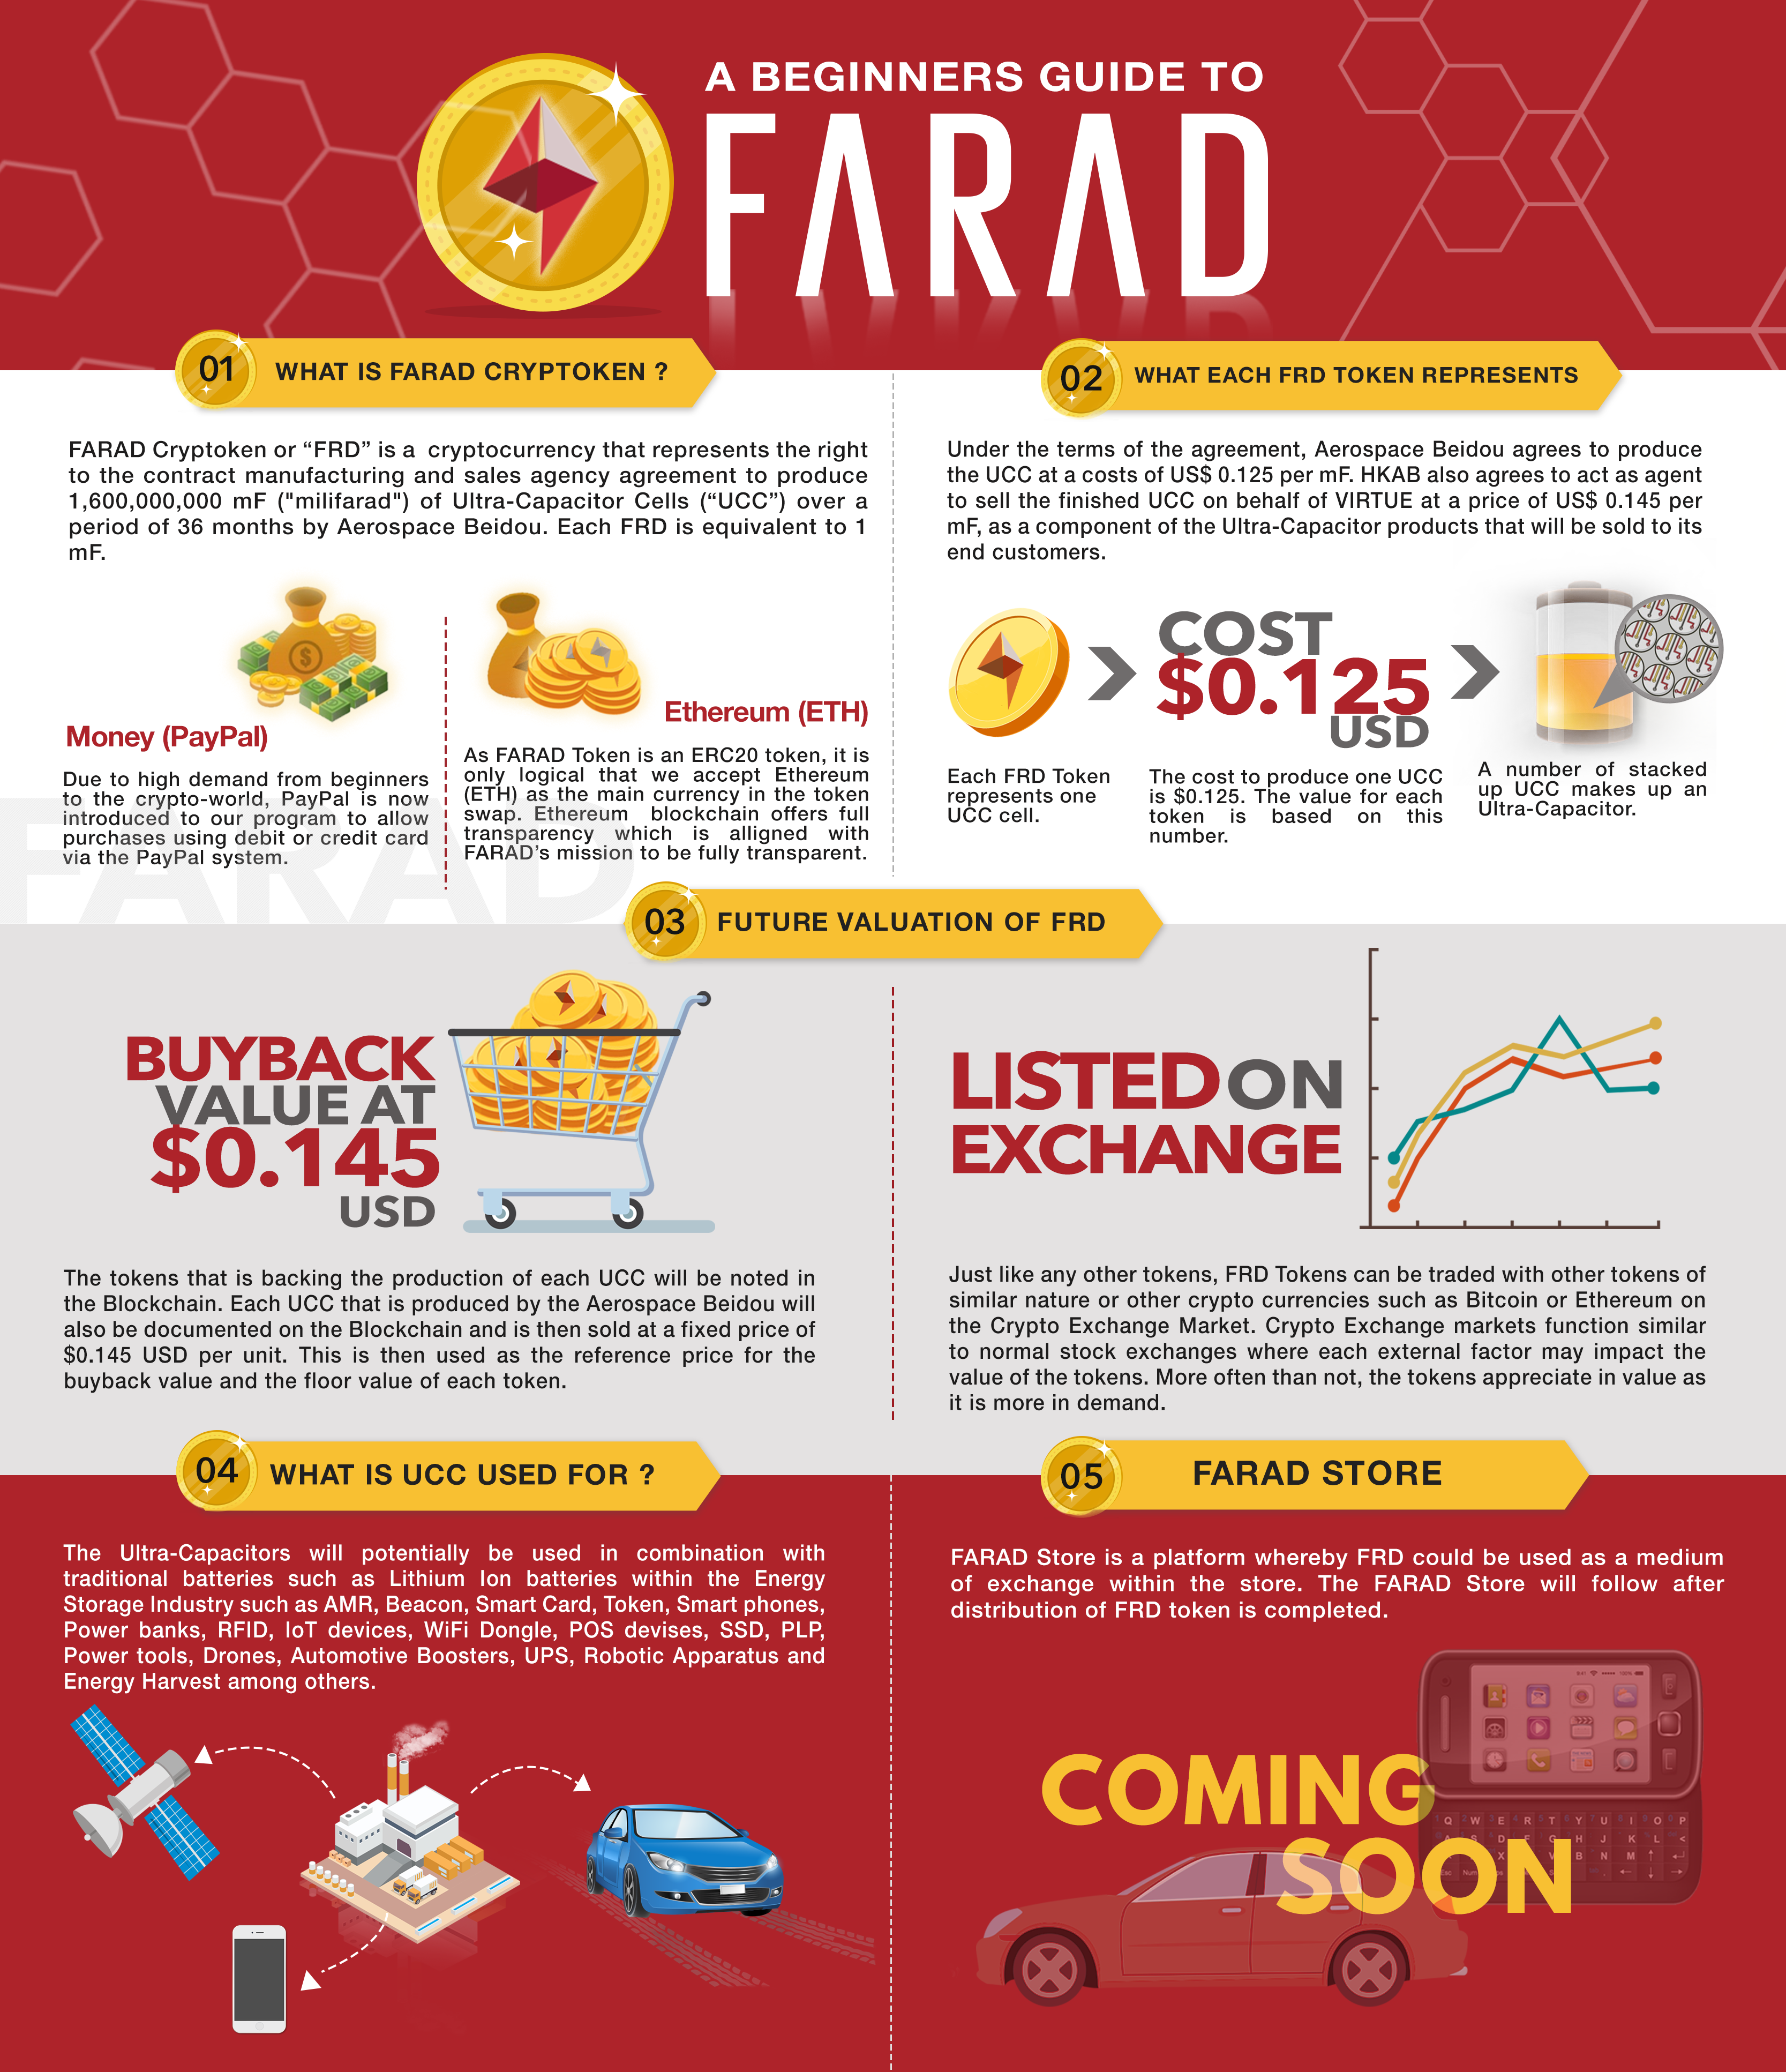 A BEGINNERS GUIDE TO
FARAD
01
WHAT IS FARAD CRYPTOKEN ?
FARAD Cryptoken or “FRD” is a cryptocurrency that represents the right
to the contract manufacturing and sales agency agreement to produce
1,600,000,000 mF ("milifarad") of Ultra-Capacitor Cells (“UCC”) over a
period of 36 months by Aerospace Beidou. Each FRD is equivalent to 1
mF.
Money (PayPal)
Due to high demand from beginners
to the crypto-world, PayPal is now
introduced to our program to allow
purchases using debit or credit card
via the PayPal system.
Ethereum (ETH)
As FARAD Token is an ERC20 token, it is
only logical that we accept Ethereum
(ETH) as the main currency in the token
swap. Ethereum blockchain offers full
transparency which is alligned with
FARAD’s mission to be fully transparent.
FARAD
02
WHAT EACH FRD TOKEN REPRESENTS
Under the terms of the agreement, Aerospace Beidou agrees to produce
the UCC at a costs of US$ 0.125 per mF. HKAB also agrees to act as agent
to sell the finished UCC on behalf of VIRTUE at a price of US$ 0.145 per
mF, as a component of the Ultra-Capacitor products that will be sold to its
end customers.
COST
$0.125
USD
Each FRD Token
represents one
UCC cell.
The cost to produce one UCC
is $0.125. The value for each
token is based on this
number.
A number of stacked
up UCC makes up an
Ultra-Capacitor.
03
FUTURE VALUATION OF FRD
BUYBACK
VALUE AT
$0.145
USD
The tokens that is backing the production of each UCC will be noted in
the Blockchain. Each UCC that is produced by the Aerospace Beidou will
also be documented on the Blockchain and is then sold at a fixed price of
$0.145 USD per unit. This is then used as the reference price for the
buyback value and the floor value of each token.
LISTED ON
EXCHANGE
Just like any other tokens, FRD Tokens can be traded with other tokens of
similar nature or other crypto currencies such as Bitcoin or Ethereum on
the Crypto Exchange Market. Crypto Exchange markets function similar
to normal stock exchanges where each external factor may impact the
value of the tokens. More often than not, the tokens appreciate in value as
it is more in demand.
04
WHAT IS UCC USED FOR ?
The Ultra-Capacitors will potentially be used in combination with
traditional batteries such as Lithium Ion batteries within the Energy
Storage Industry such as AMR, Beacon, Smart Card, Token, Smart phones,
Power banks, RFID, IoT devices, WiFi Dongle, POS devises, SSD, PLP,
Power tools, Drones, Automotive Boosters, UPS, Robotic Apparatus and
Energy Harvest among others.
05
FARAD STORE
FARAD Store is a platform whereby FRD could be used as a medium
of exchange within the store. The FARAD Store will follow after
distribution of FRD token is completed.
COMING
SOON
Q W E R T Y U I O P